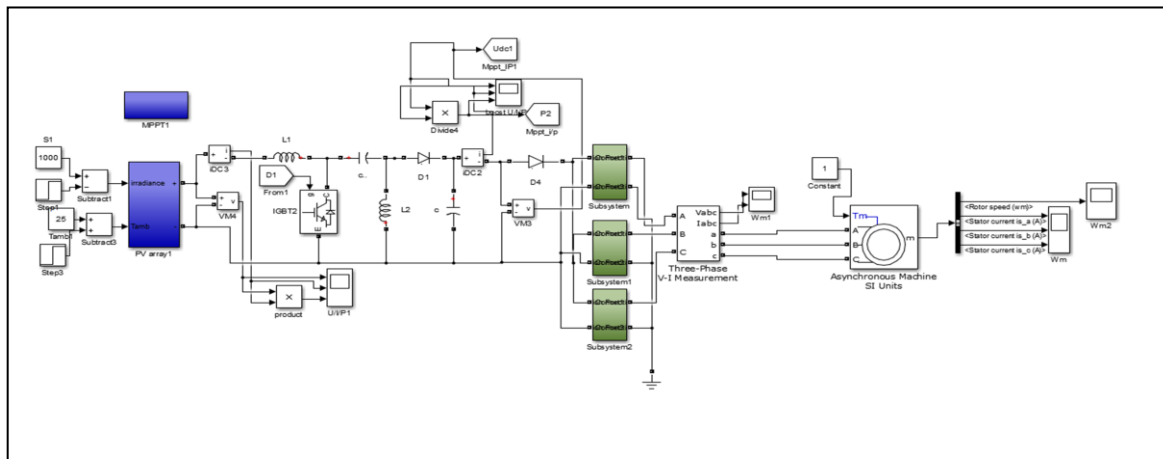 Udc1
Mppt_IP1
MPPT1
Divide4
boost U/I/P
P2
Mppt_i/p
S1
1000
Subtract1
Step1
25
Tamb1
Subtract3
Step3
irradiance
Tamb
+
-
PV array1
i
+ -
iDC3
+
-
v
VM4
L1
D1
From1
g
C
E
IGBT2
c..
L2
D1
c
i
+ -
iDC2
D4
+
-
v
VM3
product
U/I/P1
Subsystem
Subsystem1
Subsystem2
A
B
C
Vabc
Iabc
a
b
c
Three-Phase
V-I Measurement
Wm1
1
Constant
Tm
A
B
C
m
Asynchronous Machine
SI Units
<Rotor speed (wm)>
<Stator current is_a (A)>
<Stator current is_b (A)>
<Stator current is_c (A)>
Wm
Wm2